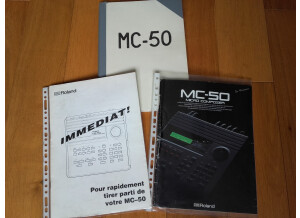 MC-50
Roland
IMMEDIAT!
Pour rapidement
tirer parti de
votre MC-50
MC-50
MICRO COMPOSER
Roland